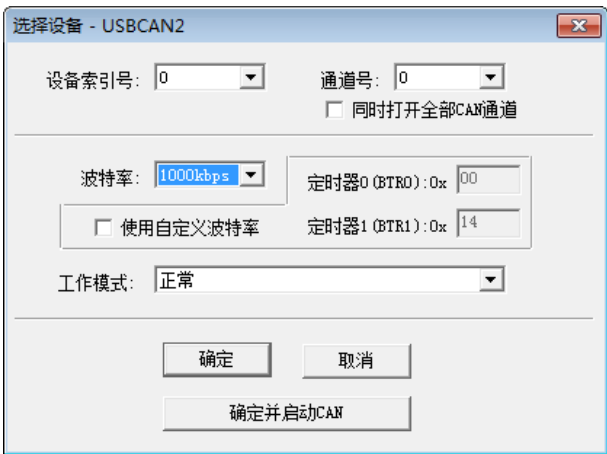 选择设备 - USBCAN2
设备索引号: 0 通道号: 0
同时打开全部CAN通道
波特率: 1000kbps 定时器0(BTR0):0x 00
使用自定义波特率 定时器1(BTR1):0x 14
工作模式: 正常
确定 取消
确定并启动CAN